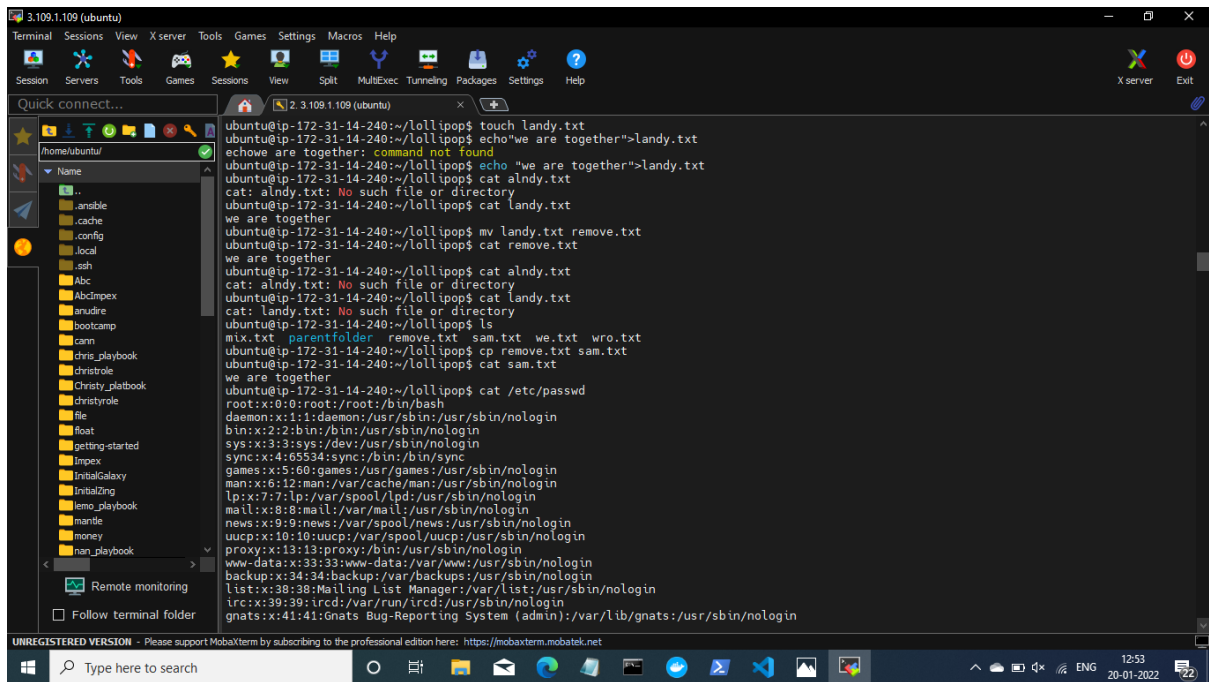 3.109.1.109 (ubuntu)
Terminal Sessions View X server Tools Games Settings Macros Help
Session Servers Tools Games Sessions View Split MultiExec Tunneling Packages Settings Help X server Exit
Quick connect...
2. 3.109.1.109 (ubuntu)
/home/ubuntu/
Name
..
.ansible
.cache
.config
.local
.ssh
Abc
AbcImpex
anudire
bootcamp
cann
chris_playbook
christrole
Christy_platbook
christyrole
file
float
getting-started
Impex
InitialGalaxy
InitialZing
lemo_playbook
mantle
money
nan_playbook
Remote monitoring
Follow terminal folder
ubuntu@ip-172-31-14-240:~/lollipop$ touch landy.txt
ubuntu@ip-172-31-14-240:~/lollipop$ echo"we are together">landy.txt
echowe are together: command not found
ubuntu@ip-172-31-14-240:~/lollipop$ echo "we are together">landy.txt
ubuntu@ip-172-31-14-240:~/lollipop$ cat alndy.txt
cat: alndy.txt: No such file or directory
ubuntu@ip-172-31-14-240:~/lollipop$ cat landy.txt
we are together
ubuntu@ip-172-31-14-240:~/lollipop$ mv landy.txt remove.txt
ubuntu@ip-172-31-14-240:~/lollipop$ cat remove.txt
we are together
ubuntu@ip-172-31-14-240:~/lollipop$ cat alndy.txt
cat: alndy.txt: No such file or directory
ubuntu@ip-172-31-14-240:~/lollipop$ cat landy.txt
cat: landy.txt: No such file or directory
ubuntu@ip-172-31-14-240:~/lollipop$ ls
mix.txt parentfolder remove.txt sam.txt we.txt wro.txt
ubuntu@ip-172-31-14-240:~/lollipop$ cp remove.txt sam.txt
ubuntu@ip-172-31-14-240:~/lollipop$ cat sam.txt
we are together
ubuntu@ip-172-31-14-240:~/lollipop$ cat /etc/passwd
root:x:0:0:root:/root:/bin/bash
daemon:x:1:1:daemon:/usr/sbin:/usr/sbin/nologin
bin:x:2:2:bin:/bin:/usr/sbin/nologin
sys:x:3:3:sys:/dev:/usr/sbin/nologin
sync:x:4:65534:sync:/bin:/bin/sync
games:x:5:60:games:/usr/games:/usr/sbin/nologin
man:x:6:12:man:/var/cache/man:/usr/sbin/nologin
lp:x:7:7:lp:/var/spool/lpd:/usr/sbin/nologin
mail:x:8:8:mail:/var/mail:/usr/sbin/nologin
news:x:9:9:news:/var/spool/news:/usr/sbin/nologin
uucp:x:10:10:uucp:/var/spool/uucp:/usr/sbin/nologin
proxy:x:13:13:proxy:/bin:/usr/sbin/nologin
www-data:x:33:33:www-data:/var/www:/usr/sbin/nologin
backup:x:34:34:backup:/var/backups:/usr/sbin/nologin
list:x:38:38:Mailing List Manager:/var/list:/usr/sbin/nologin
irc:x:39:39:ircd:/var/run/ircd:/usr/sbin/nologin
gnats:x:41:41:Gnats Bug-Reporting System (admin):/var/lib/gnats:/usr/sbin/nologin
UNREGISTERED VERSION - Please support MobaXterm by subscribing to the professional edition here: https://mobaxterm.mobatek.net
Type here to search
ENG
12:53
20-01-2022
22